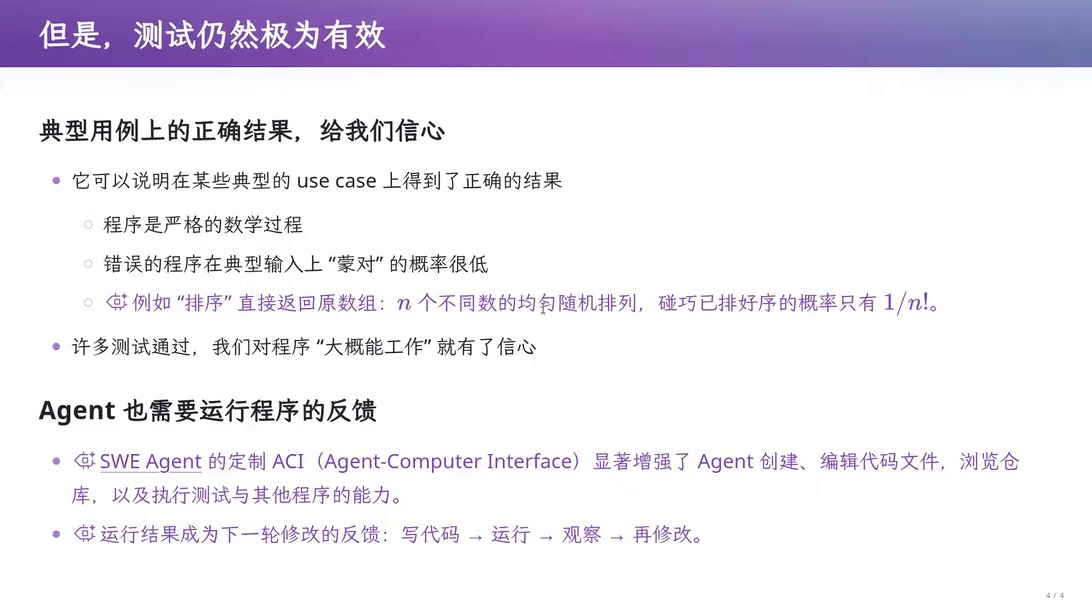 但是，测试仍然极为有效
典型用例上的正确结果，给我们信心
它可以说明在某些典型的 use case 上得到了正确的结果
程序是严格的数学过程
错误的程序在典型输入上 “蒙对” 的概率很低
例如 “排序” 直接返回原数组：n 个不同数的均匀随机排列，碰巧已排好序的概率只有 1/n!。
许多测试通过，我们对程序 “大概能工作” 就有了信心
Agent 也需要运行程序的反馈
SWE Agent 的定制 ACI（Agent-Computer Interface）显著增强了 Agent 创建、编辑代码文件，浏览仓
库，以及执行测试与其他程序的能力。
运行结果成为下一轮修改的反馈：写代码 → 运行 → 观察 → 再修改。
4 / 4